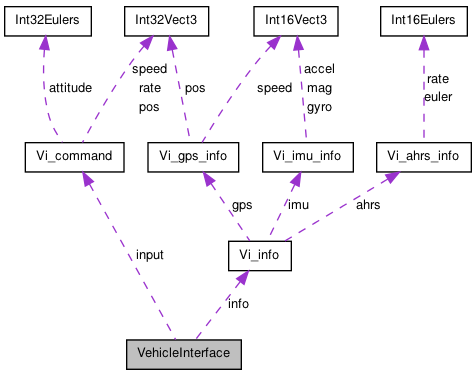 Int32Eulers
Int32Vect3
Int16Vect3
Int16Eulers
attitude
speed
rate
pos
pos
speed
accel
mag
gyro
rate
euler
Vi_command
Vi_gps_info
Vi_imu_info
Vi_ahrs_info
gps
imu
ahrs
input
Vi_info
info
VehicleInterface